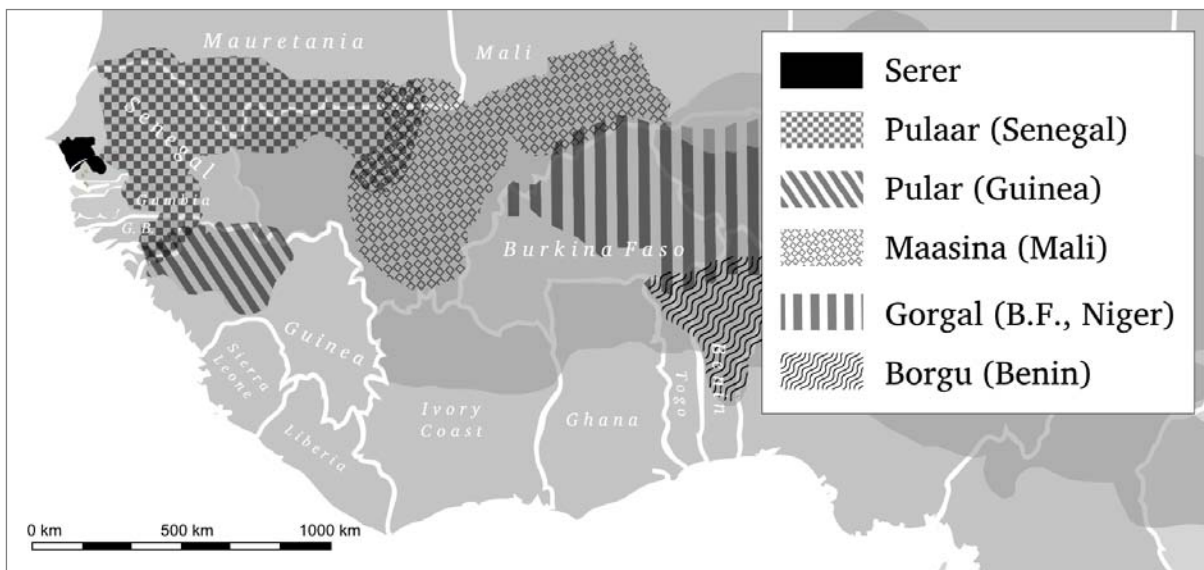 Mauretania
Mali
Senegal
Gambia
G.B.
Burkina Faso
Guinea
Sierra
Leone
Liberia
Ivory
Coast
Ghana
Togo
Benin
Serer
Pulaar (Senegal)
Pular (Guinea)
Maasina (Mali)
Gorgal (B.F., Niger)
Borgu (Benin)
0 km 500 km 1000 km